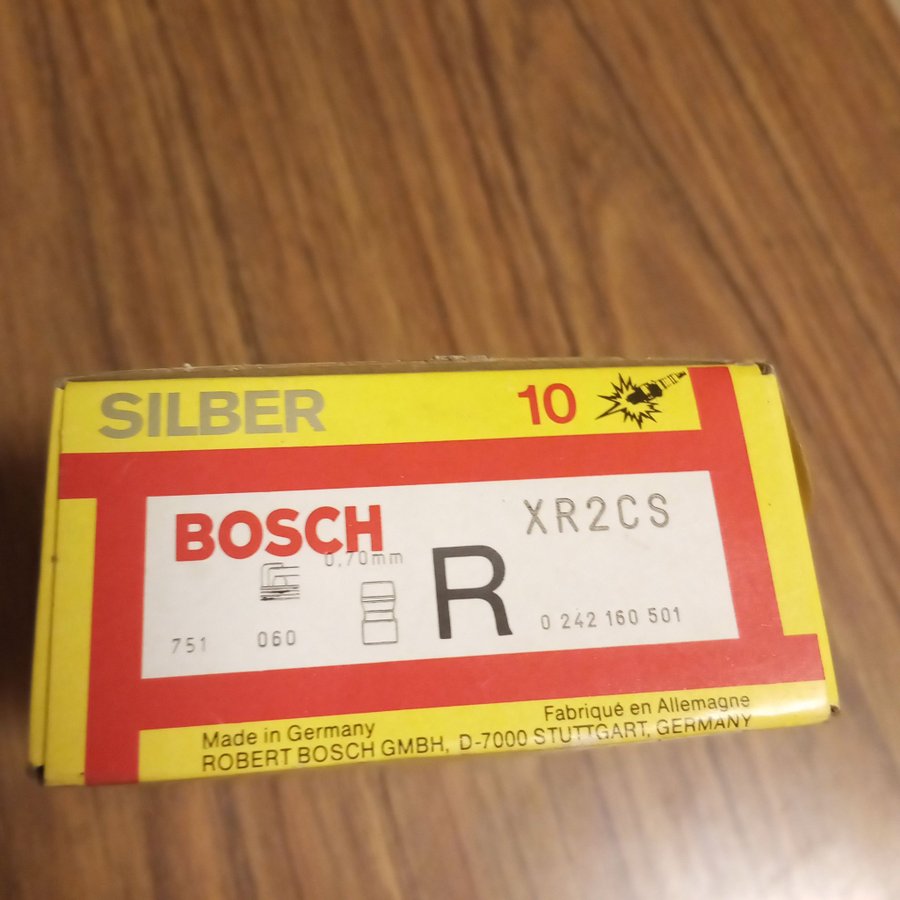 SILBER 10
BOSCH XR2CS
0,70mm
R
751 060 0 242 160 501
Made in Germany Fabriqué en Allemagne
ROBERT BOSCH GMBH, D-7000 STUTTGART, GERMANY